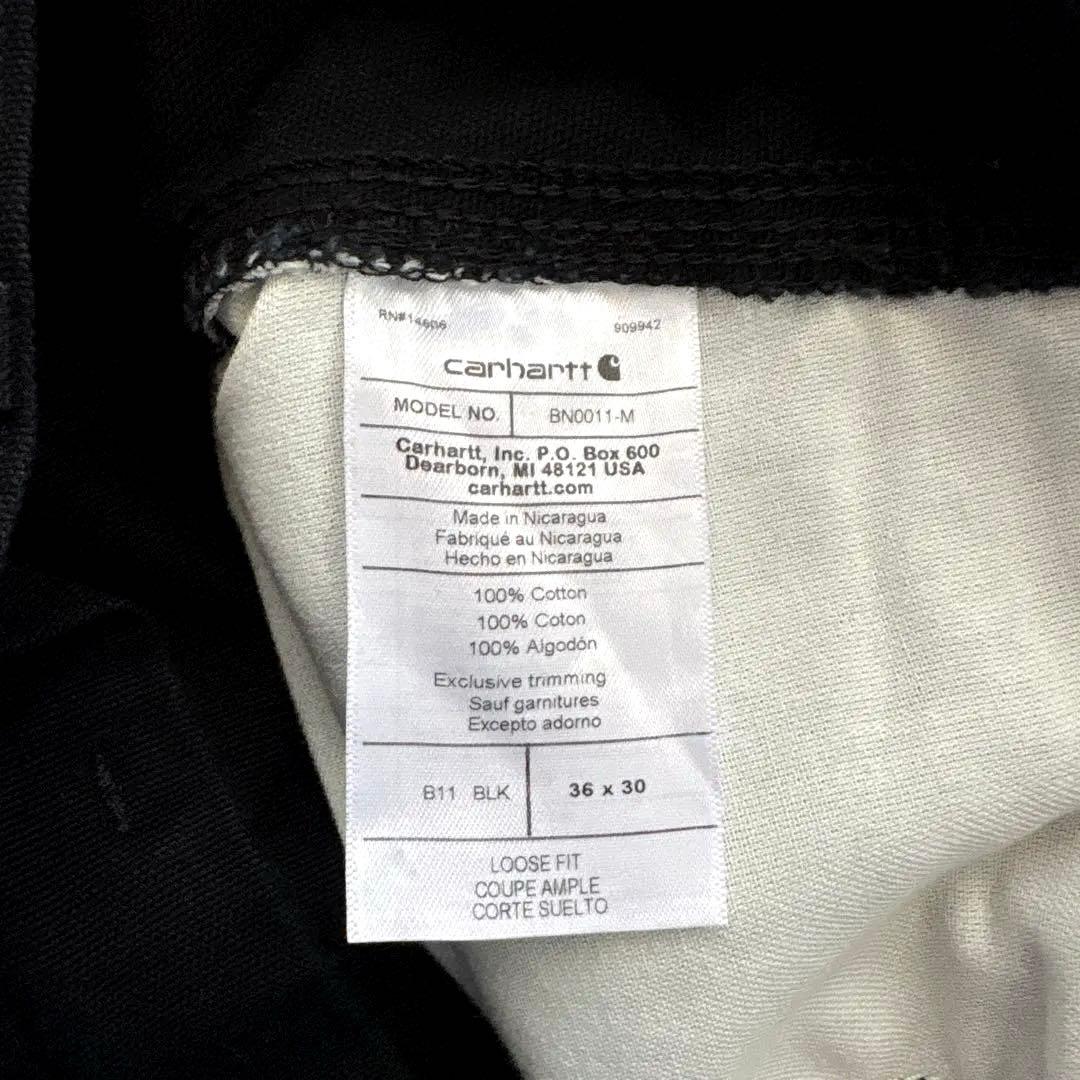 RN#14806 909942
carhartt
MODEL NO. BN0011-M
Carhartt, Inc. P.O. Box 600
Dearborn, MI 48121 USA
carhartt.com
Made in Nicaragua
Fabriqué au Nicaragua
Hecho en Nicaragua
100% Cotton
100% Coton
100% Algodón
Exclusive trimming
Sauf garnitures
Excepto adorno
B11 BLK 36 x 30
LOOSE FIT
COUPE AMPLE
CORTE SUELTO